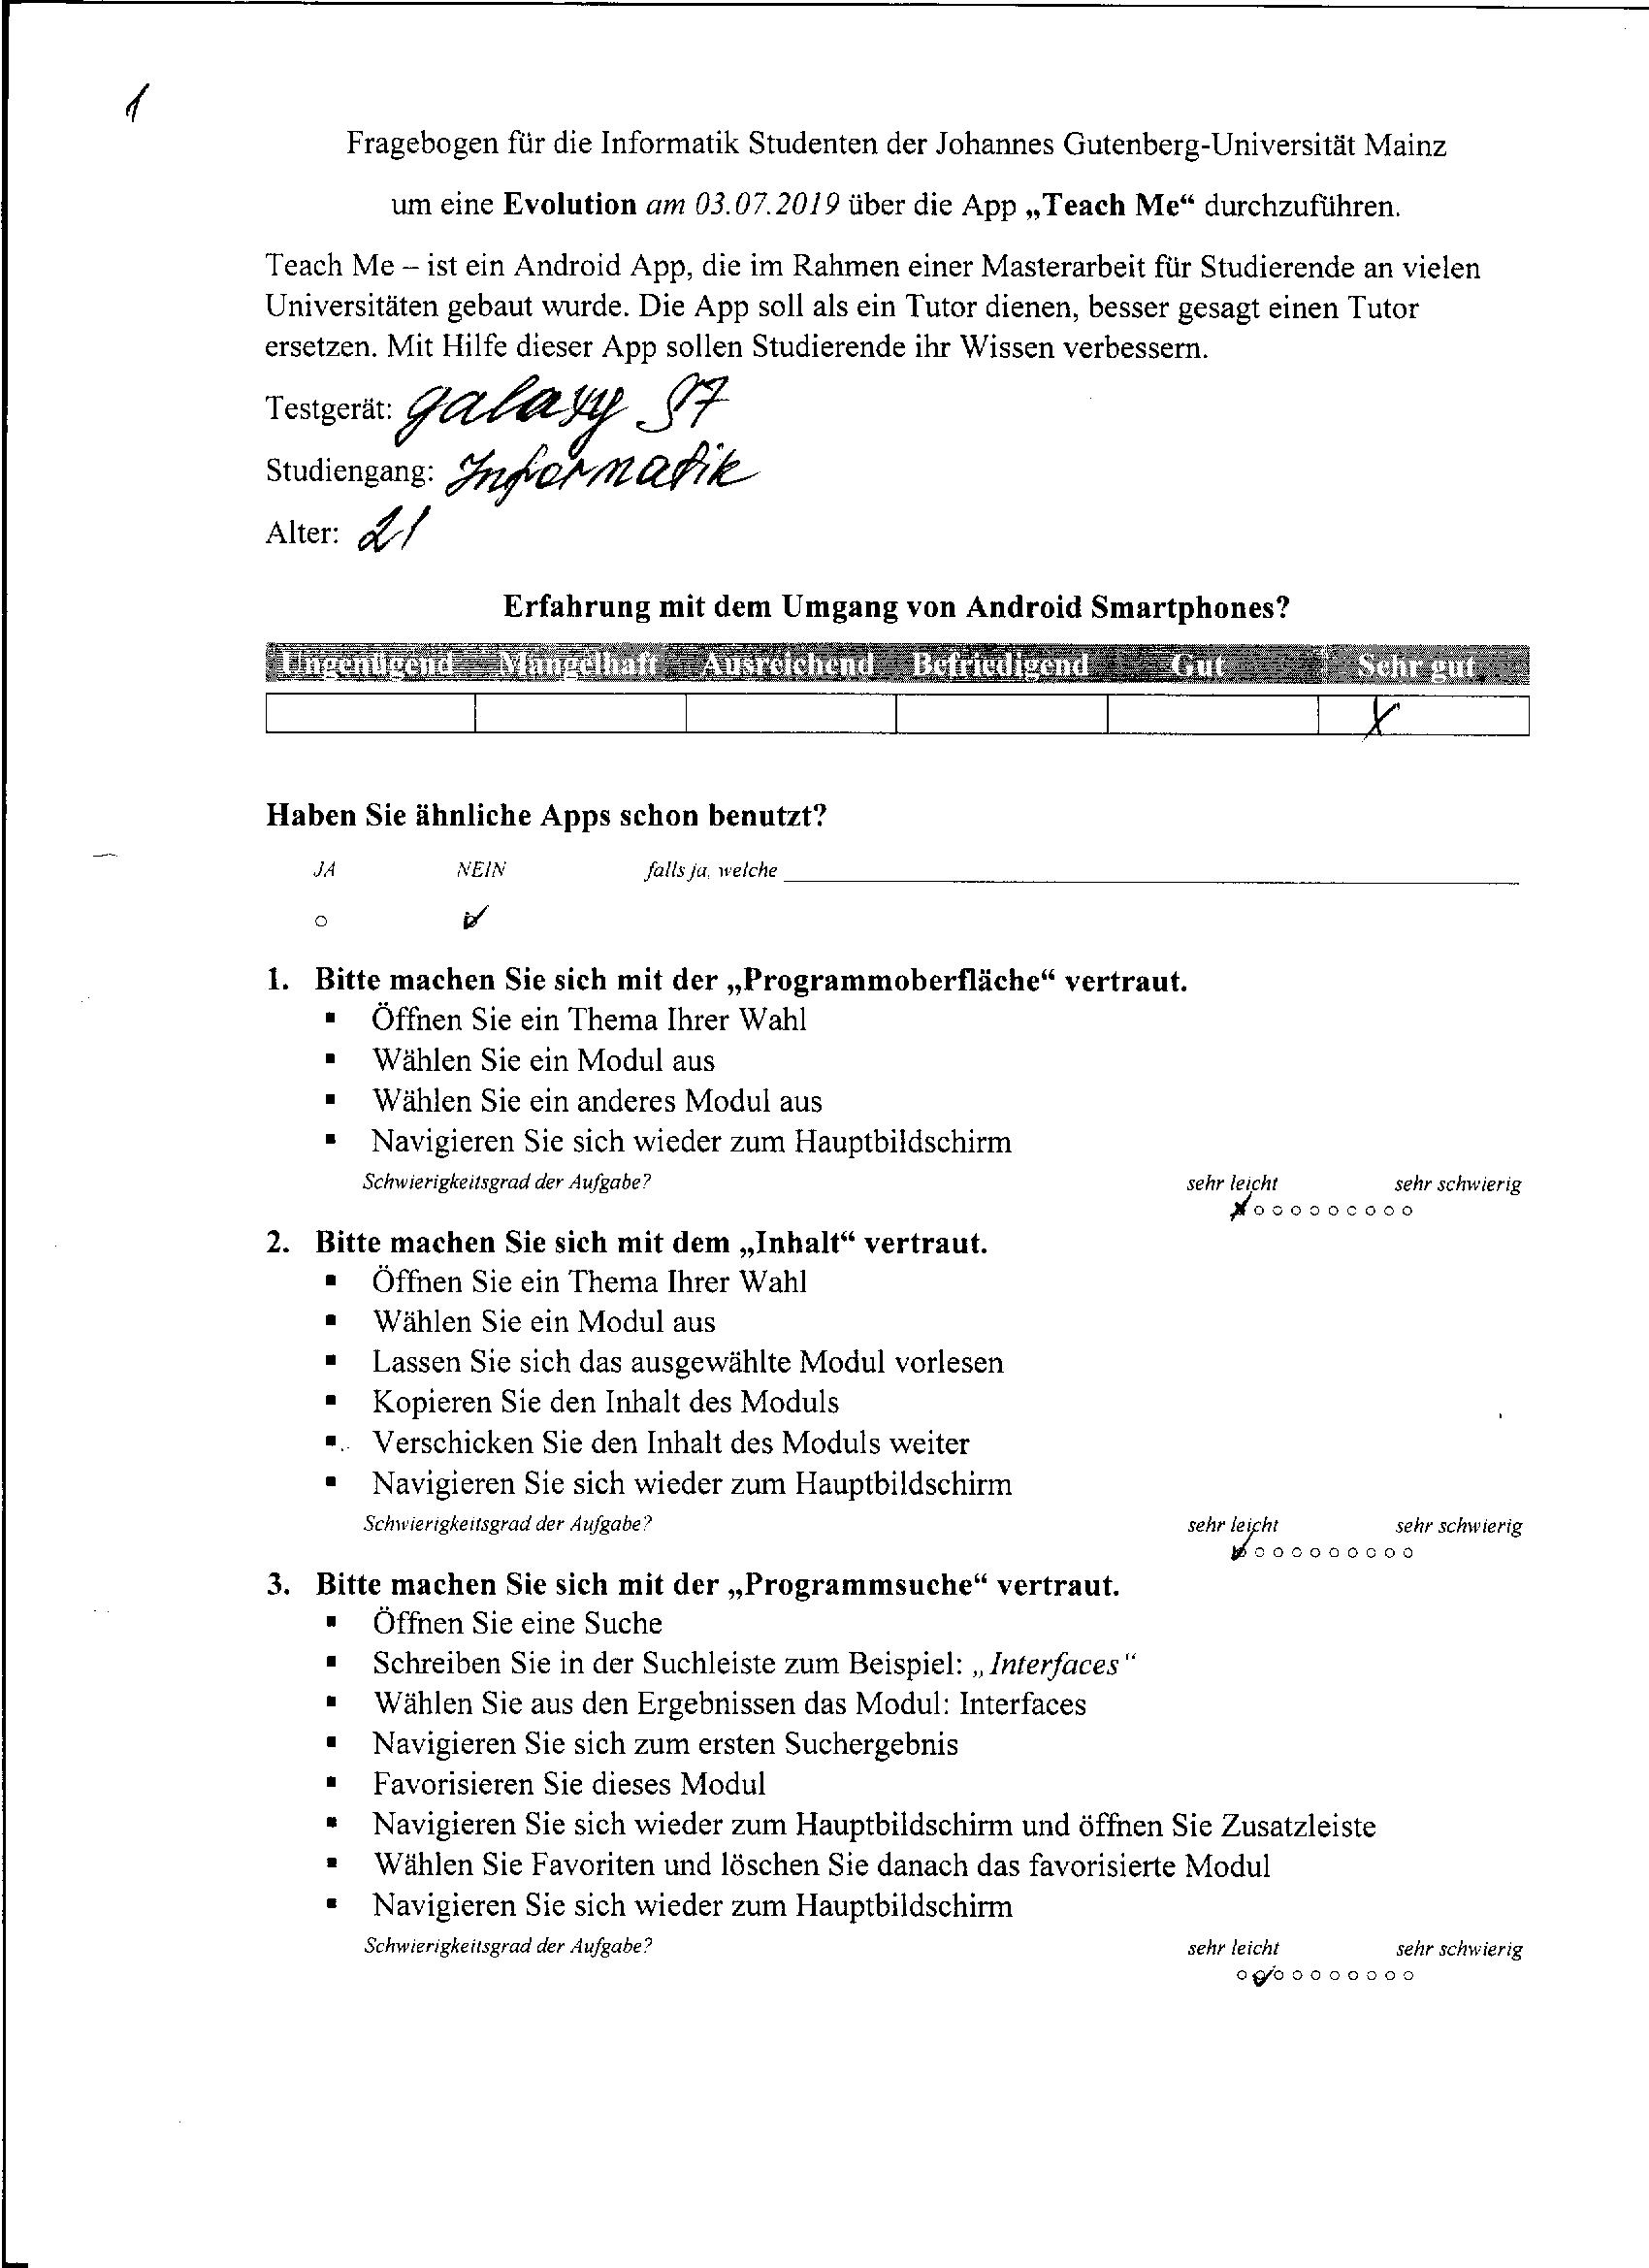 1
Fragebogen für die Informatik Studenten der Johannes Gutenberg-Universität Mainz
um eine Evolution am 03.07.2019 über die App „Teach Me“ durchzuführen.
Teach Me – ist ein Android App, die im Rahmen einer Masterarbeit für Studierende an vielen
Universitäten gebaut wurde. Die App soll als ein Tutor dienen, besser gesagt einen Tutor
ersetzen. Mit Hilfe dieser App sollen Studierende ihr Wissen verbessern.
Testgerät: galaxy S7
Studiengang: Informatik
Alter: 21
Erfahrung mit dem Umgang von Android Smartphones?
Ungenügend Mangelhaft Ausreichend Befriedigend Gut Sehr gut
X
Haben Sie ähnliche Apps schon benutzt?
JA NEIN falls ja, welche
1. Bitte machen Sie sich mit der „Programmoberfläche“ vertraut.
▪ Öffnen Sie ein Thema Ihrer Wahl
▪ Wählen Sie ein Modul aus
▪ Wählen Sie ein anderes Modul aus
▪ Navigieren Sie sich wieder zum Hauptbildschirm
Schwierigkeitsgrad der Aufgabe? sehr leicht sehr schwierig
2. Bitte machen Sie sich mit dem „Inhalt“ vertraut.
▪ Öffnen Sie ein Thema Ihrer Wahl
▪ Wählen Sie ein Modul aus
▪ Lassen Sie sich das ausgewählte Modul vorlesen
▪ Kopieren Sie den Inhalt des Moduls
▪ Verschicken Sie den Inhalt des Moduls weiter
▪ Navigieren Sie sich wieder zum Hauptbildschirm
Schwierigkeitsgrad der Aufgabe? sehr leicht sehr schwierig
3. Bitte machen Sie sich mit der „Programmsuche“ vertraut.
▪ Öffnen Sie eine Suche
▪ Schreiben Sie in der Suchleiste zum Beispiel: „Interfaces"
▪ Wählen Sie aus den Ergebnissen das Modul: Interfaces
▪ Navigieren Sie sich zum ersten Suchergebnis
▪ Favorisieren Sie dieses Modul
▪ Navigieren Sie sich wieder zum Hauptbildschirm und öffnen Sie Zusatzleiste
▪ Wählen Sie Favoriten und löschen Sie danach das favorisierte Modul
▪ Navigieren Sie sich wieder zum Hauptbildschirm
Schwierigkeitsgrad der Aufgabe? sehr leicht sehr schwierig